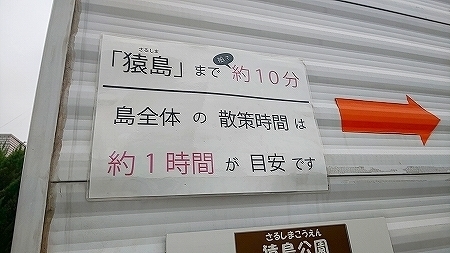 さるしま
「猿島」まで 約10分
島全体 の 散策時間 は
約1時間 が 目安 です
さるしまこうえん
猿島公園